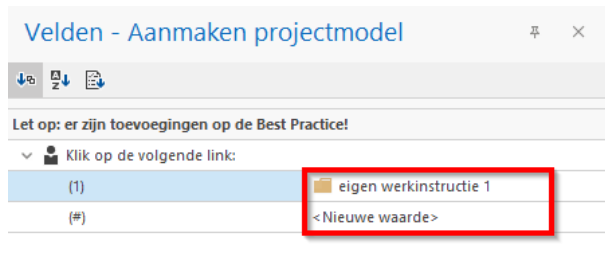 Velden - Aanmaken projectmodel
Let op: er zijn toevoegingen op de Best Practice!
Klik op de volgende link:
(1) eigen werkinstructie 1
(#) <Nieuwe waarde>